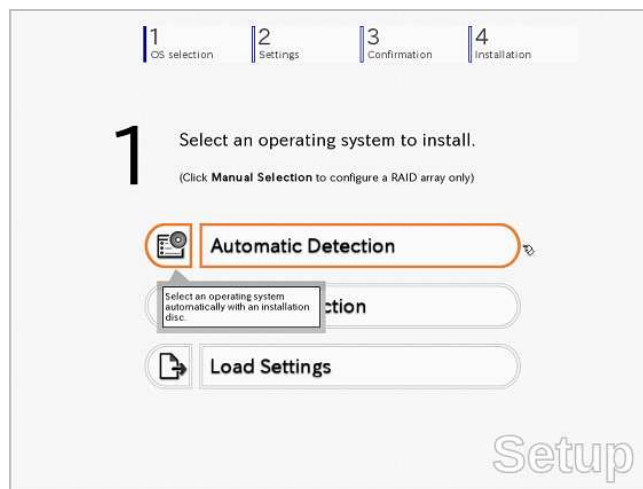 1
OS selection
2
Settings
3
Confirmation
4
Installation
1
Select an operating system to install.
(Click Manual Selection to configure a RAID array only)
Automatic Detection
Select an operating system
automatically with an installation
disc.
ction
Load Settings
Setup